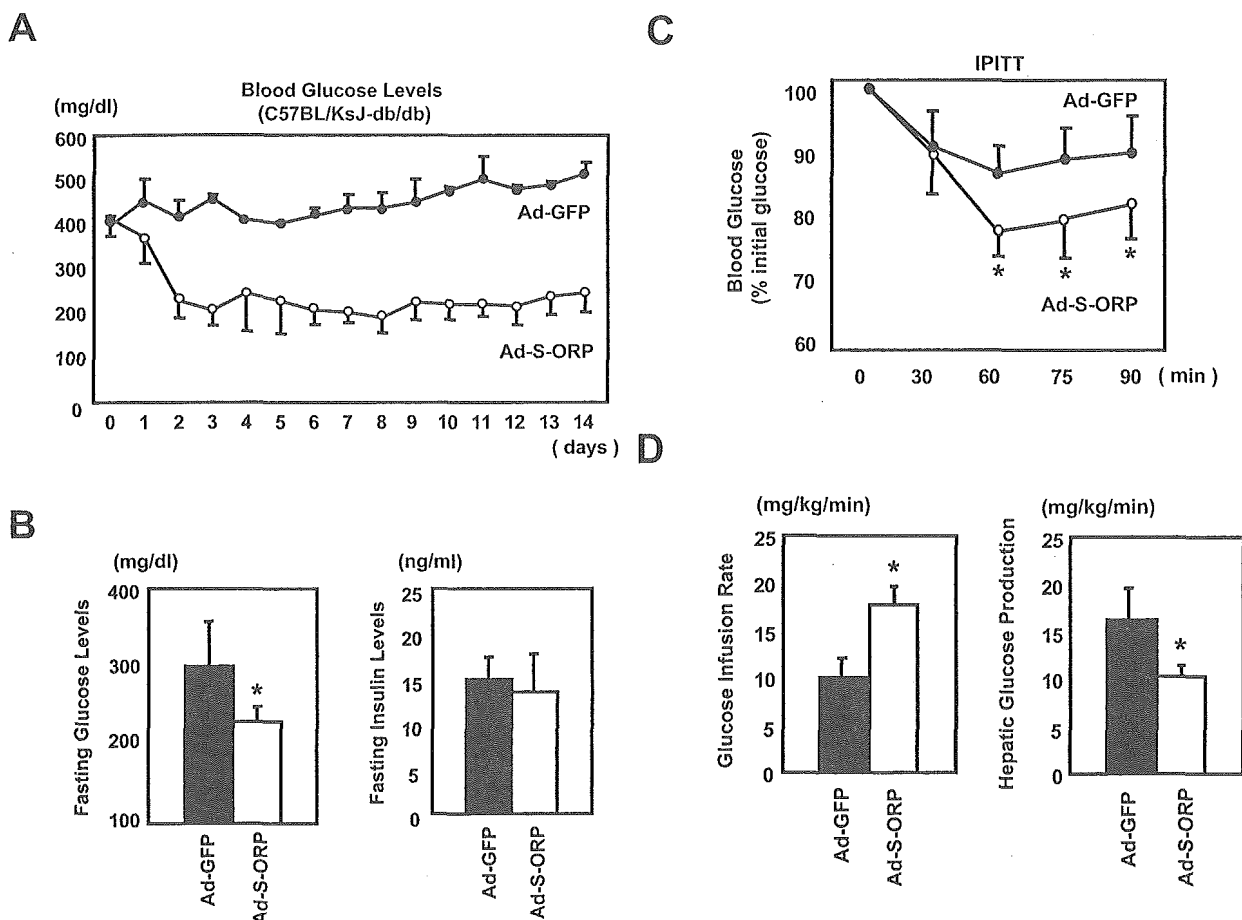 A
Blood Glucose Levels
(C57BL/KsJ-db/db)
(mg/dl)
600
500
400
300
200
100
0
Ad-GFP
Ad-S-ORP
0 1 2 3 4 5 6 7 8 9 10 11 12 13 14
( days )
B
(mg/dl)
Fasting Glucose Levels
400
300
200
100
*
Ad-GFP
Ad-S-ORP
(ng/ml)
Fasting Insulin Levels
25
20
15
10
5
0
Ad-GFP
Ad-S-ORP
C
IPITT
Blood Glucose
(% initial glucose)
100
90
80
70
60
Ad-GFP
* * *
Ad-S-ORP
0 30 60 75 90 ( min )
D
(mg/kg/min)
Glucose Infusion Rate
25
20
15
10
5
0
*
Ad-GFP
Ad-S-ORP
(mg/kg/min)
Hepatic Glucose Production
25
20
15
10
5
0
*
Ad-GFP
Ad-S-ORP